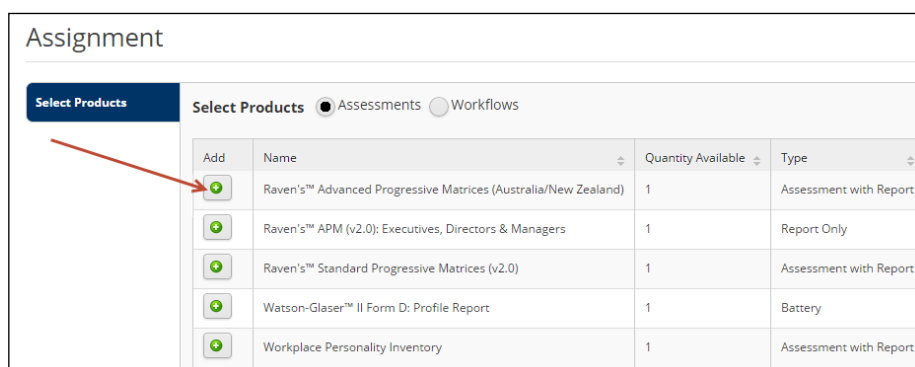 Assignment
Select Products
Select Products Assessments Workflows
Add Name Quantity Available Type
Raven's™ Advanced Progressive Matrices (Australia/New Zealand) 1 Assessment with Report
Raven's™ APM (v2.0): Executives, Directors & Managers 1 Report Only
Raven's™ Standard Progressive Matrices (v2.0) 1 Assessment with Report
Watson-Glaser™ II Form D: Profile Report 1 Battery
Workplace Personality Inventory 1 Assessment with Report